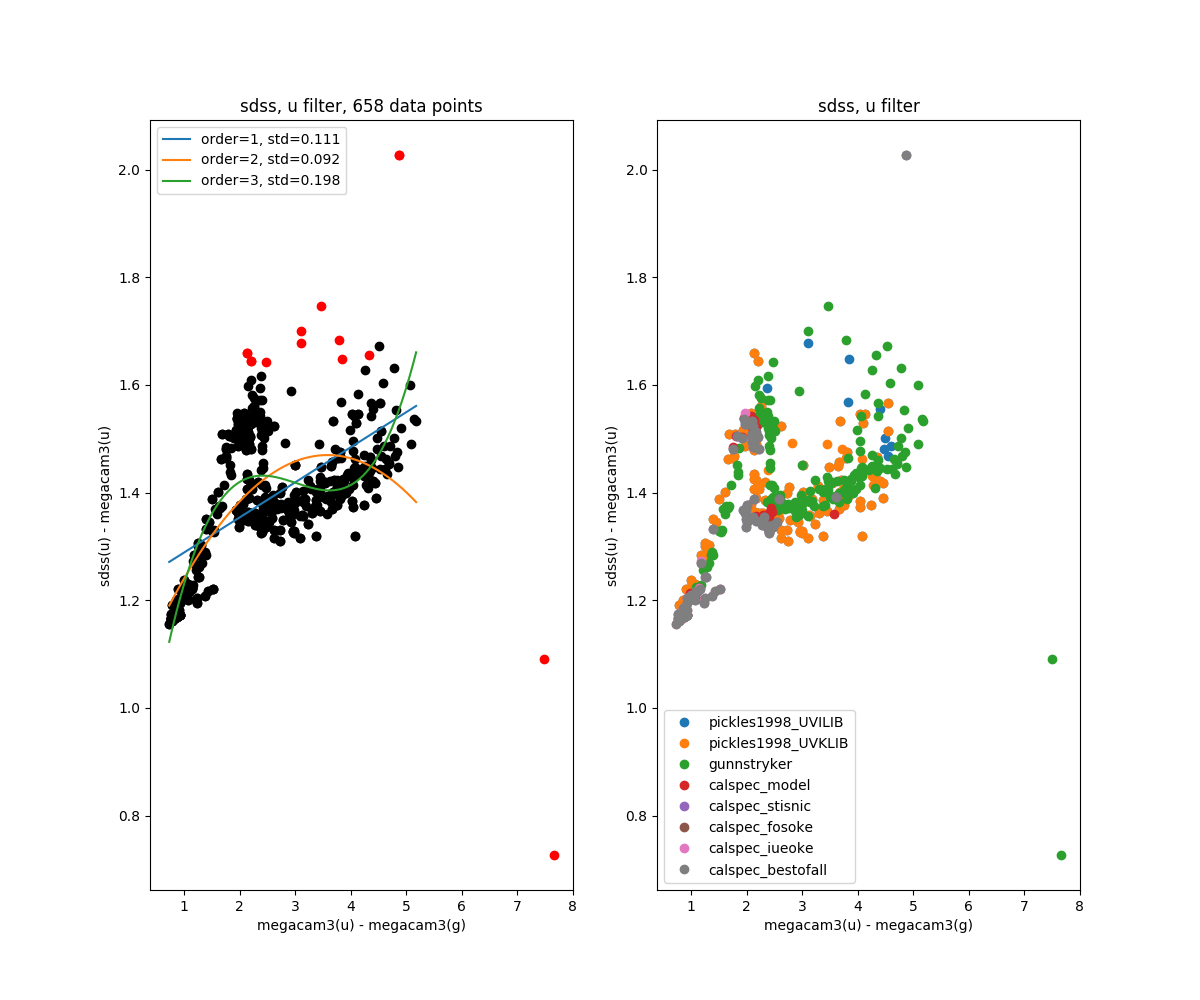 sdss, u filter, 658 data points
order=1, std=0.111
order=2, std=0.092
order=3, std=0.198
2.0
1.8
1.6
1.4
1.2
1.0
0.8
sdss(u) - megacam3(u)
1 2 3 4 5 6 7 8
megacam3(u) - megacam3(g)
sdss, u filter
2.0
1.8
1.6
1.4
1.2
1.0
0.8
sdss(u) - megacam3(u)
pickles1998_UVILIB
pickles1998_UVKLIB
gunnstryker
calspec_model
calspec_stisnic
calspec_fosoke
calspec_iueoke
calspec_bestofall
1 2 3 4 5 6 7 8
megacam3(u) - megacam3(g)